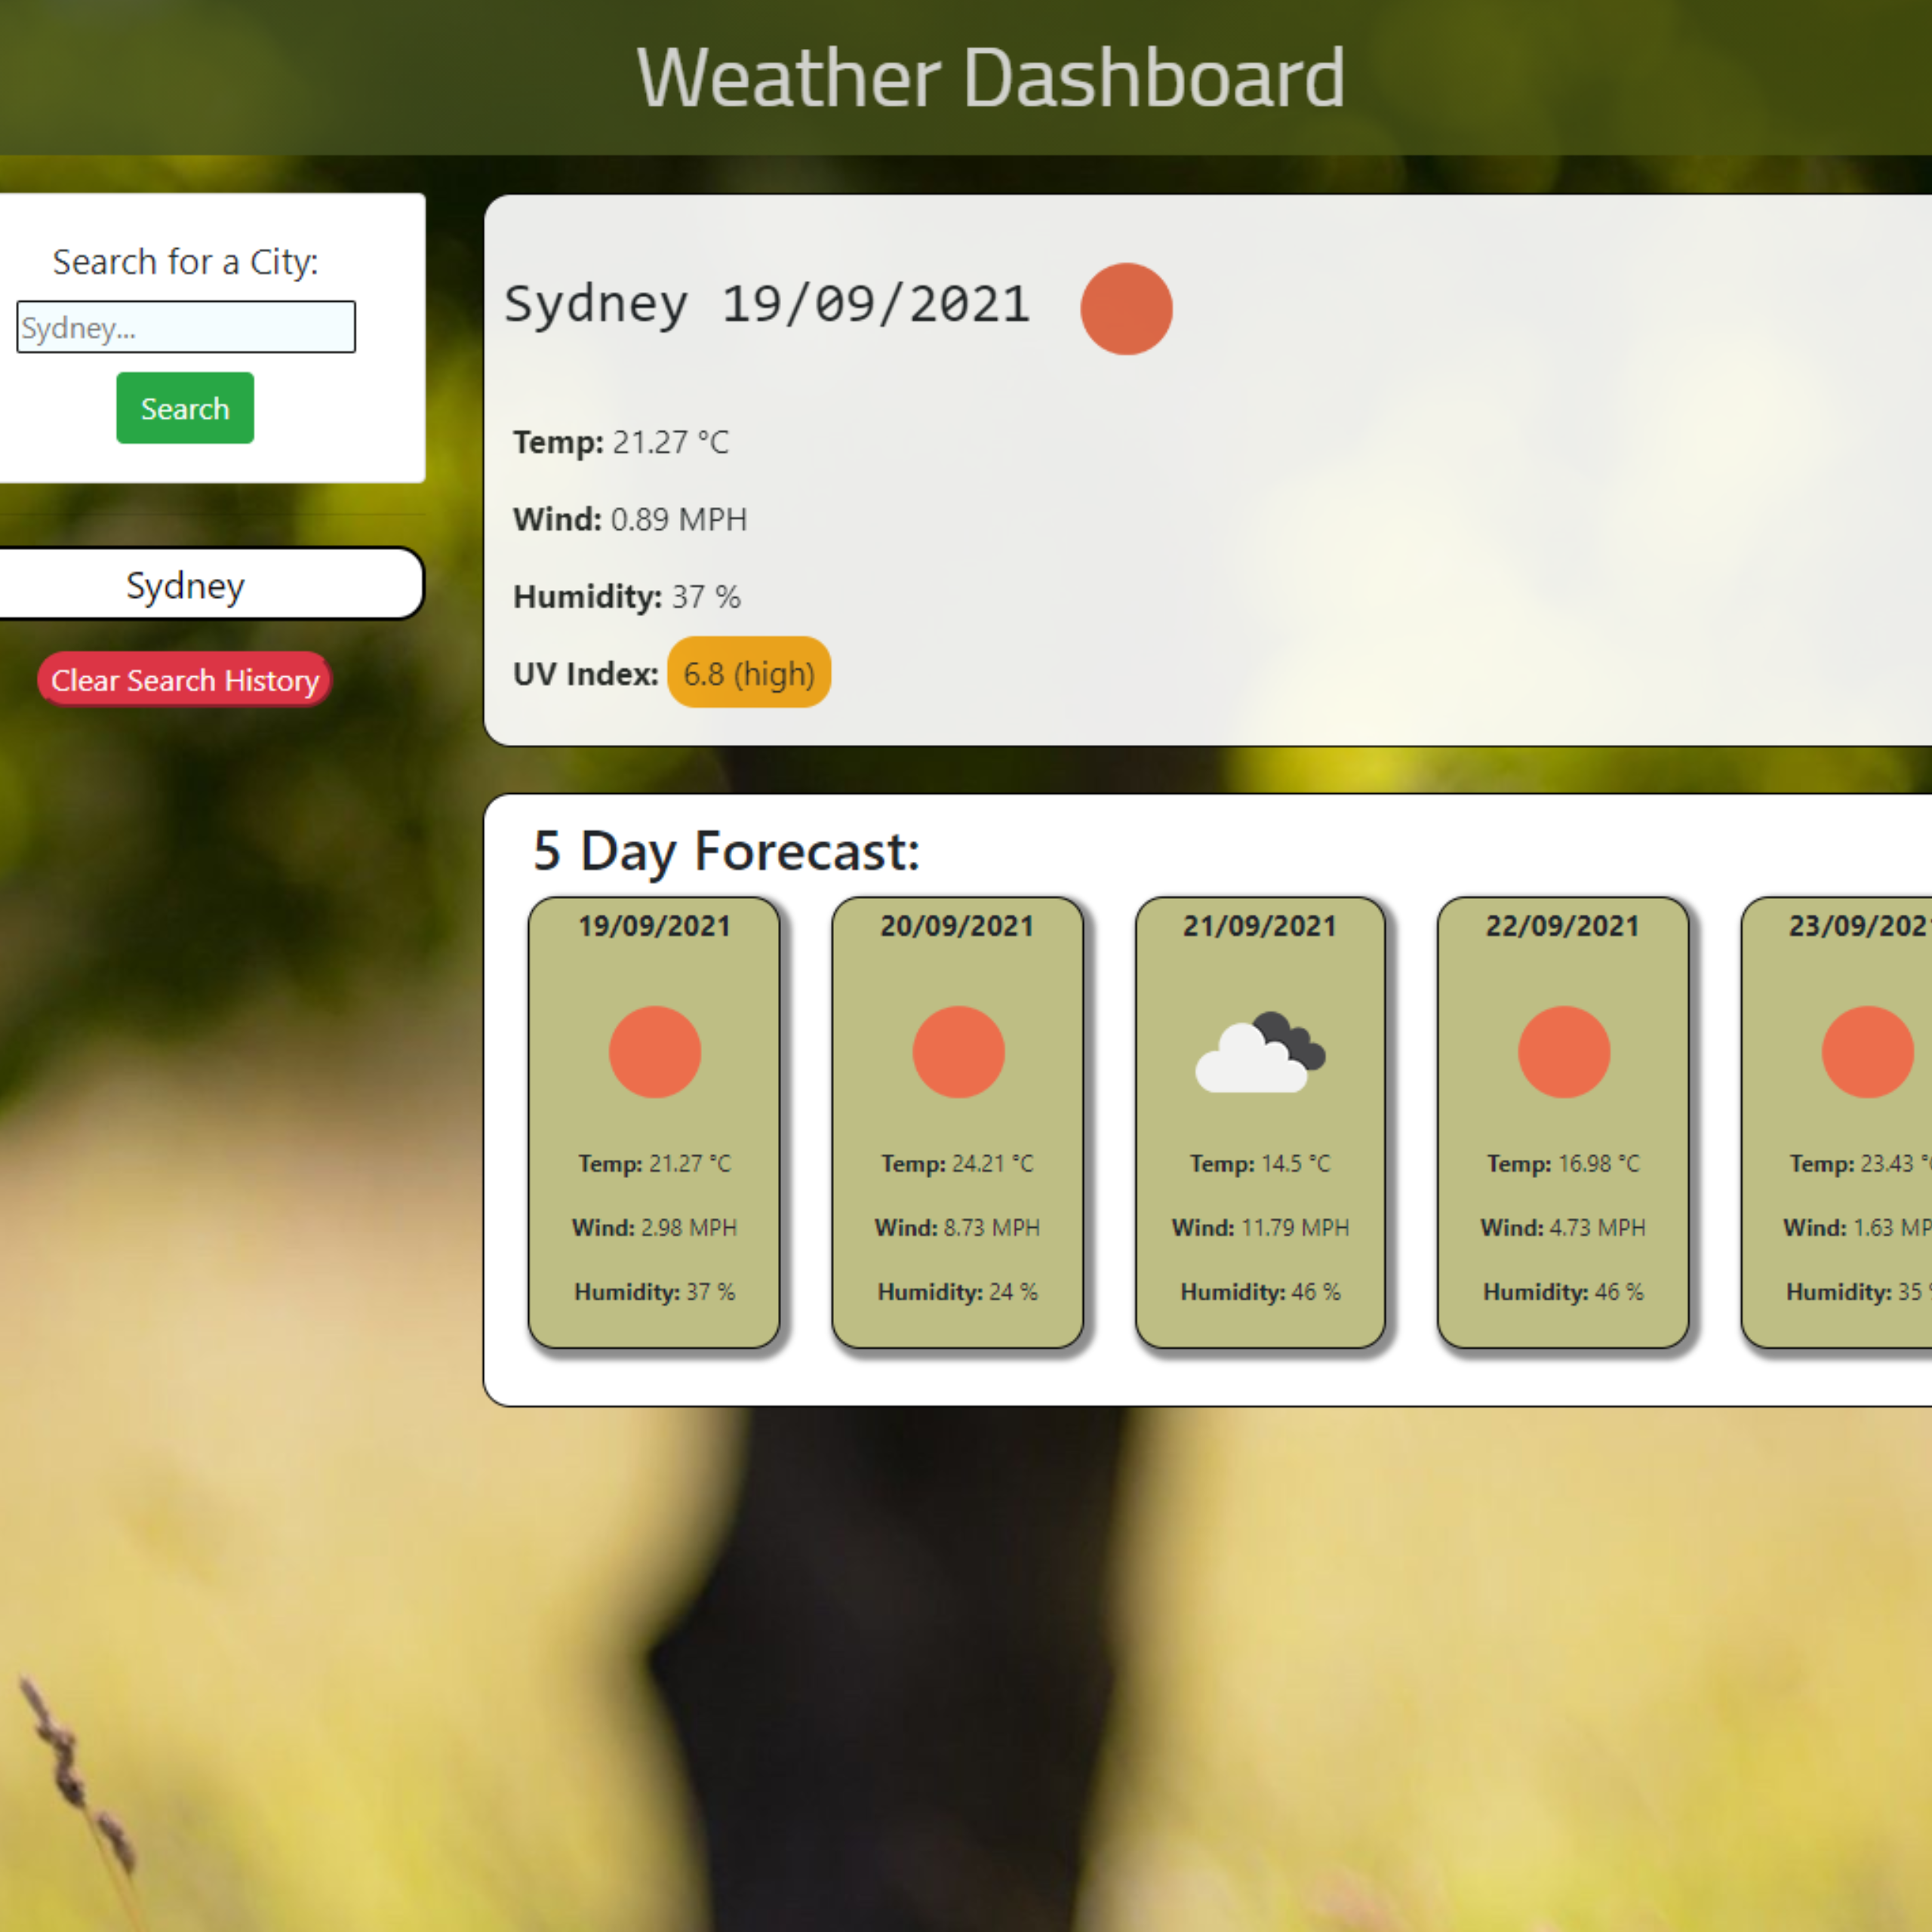 Weather Dashboard
Search for a City:
Sydney...
Search
Sydney
Clear Search History
Sydney 19/09/2021
Temp: 21.27 °C
Wind: 0.89 MPH
Humidity: 37 %
UV Index: 6.8 (high)
5 Day Forecast:
19/09/2021
Temp: 21.27 °C
Wind: 2.98 MPH
Humidity: 37 %
20/09/2021
Temp: 24.21 °C
Wind: 8.73 MPH
Humidity: 24 %
21/09/2021
Temp: 14.5 °C
Wind: 11.79 MPH
Humidity: 46 %
22/09/2021
Temp: 16.98 °C
Wind: 4.73 MPH
Humidity: 46 %
23/09/202
Temp: 23.43 °
Wind: 1.63 MP
Humidity: 35